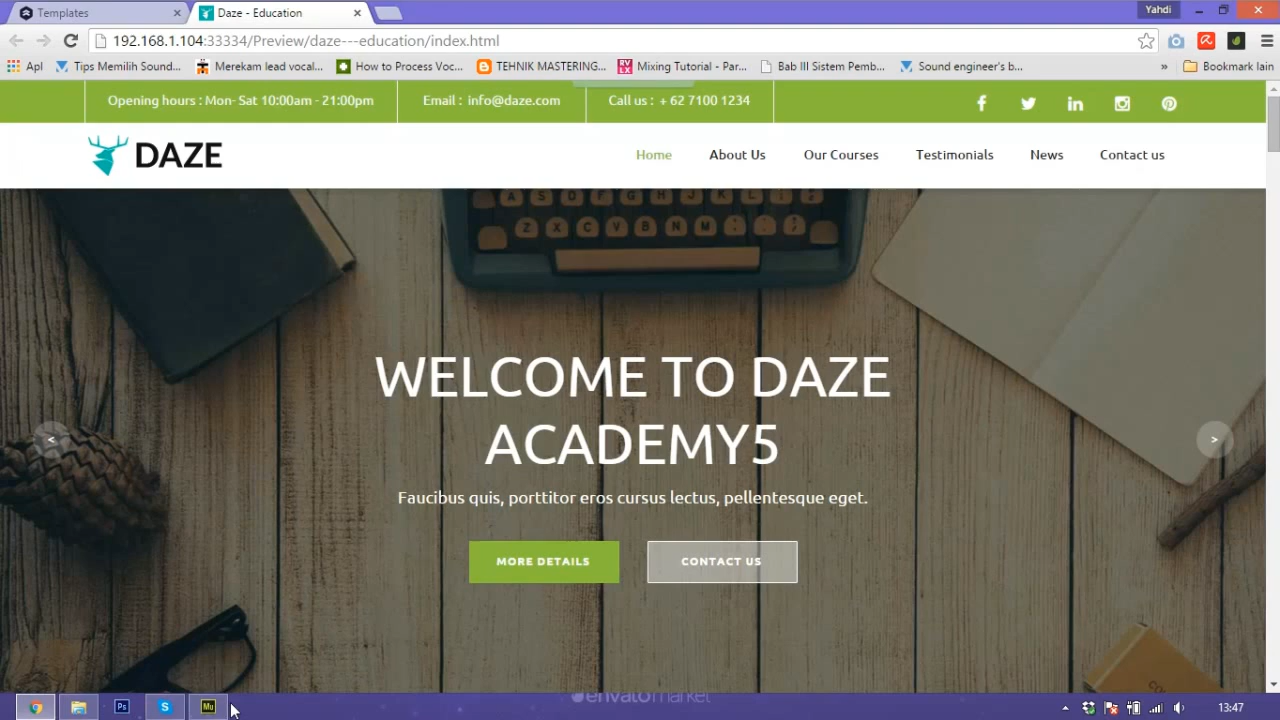 Templates
Daze - Education
Yahdi
192.168.1.104:33334/Preview/daze---education/index.html
Apl
Tips Memilih Sound...
Merekam lead vocal...
How to Process Voc...
TEHNIK MASTERING...
Mixing Tutorial - Par...
Bab III Sistem Pemb...
Sound engineer's b...
»
Bookmark lain
Opening hours : Mon- Sat 10:00am - 21:00pm
Email : info@daze.com
Call us : + 62 7100 1234
DAZE
Home
About Us
Our Courses
Testimonials
News
Contact us
A S D F G H J K L
Z X C V B N M
WELCOME TO DAZE
ACADEMY5
<
>
Faucibus quis, porttitor eros cursus lectus, pellentesque eget.
MORE DETAILS
CONTACT US
envatomarket
Ps
S
Mu
13:47